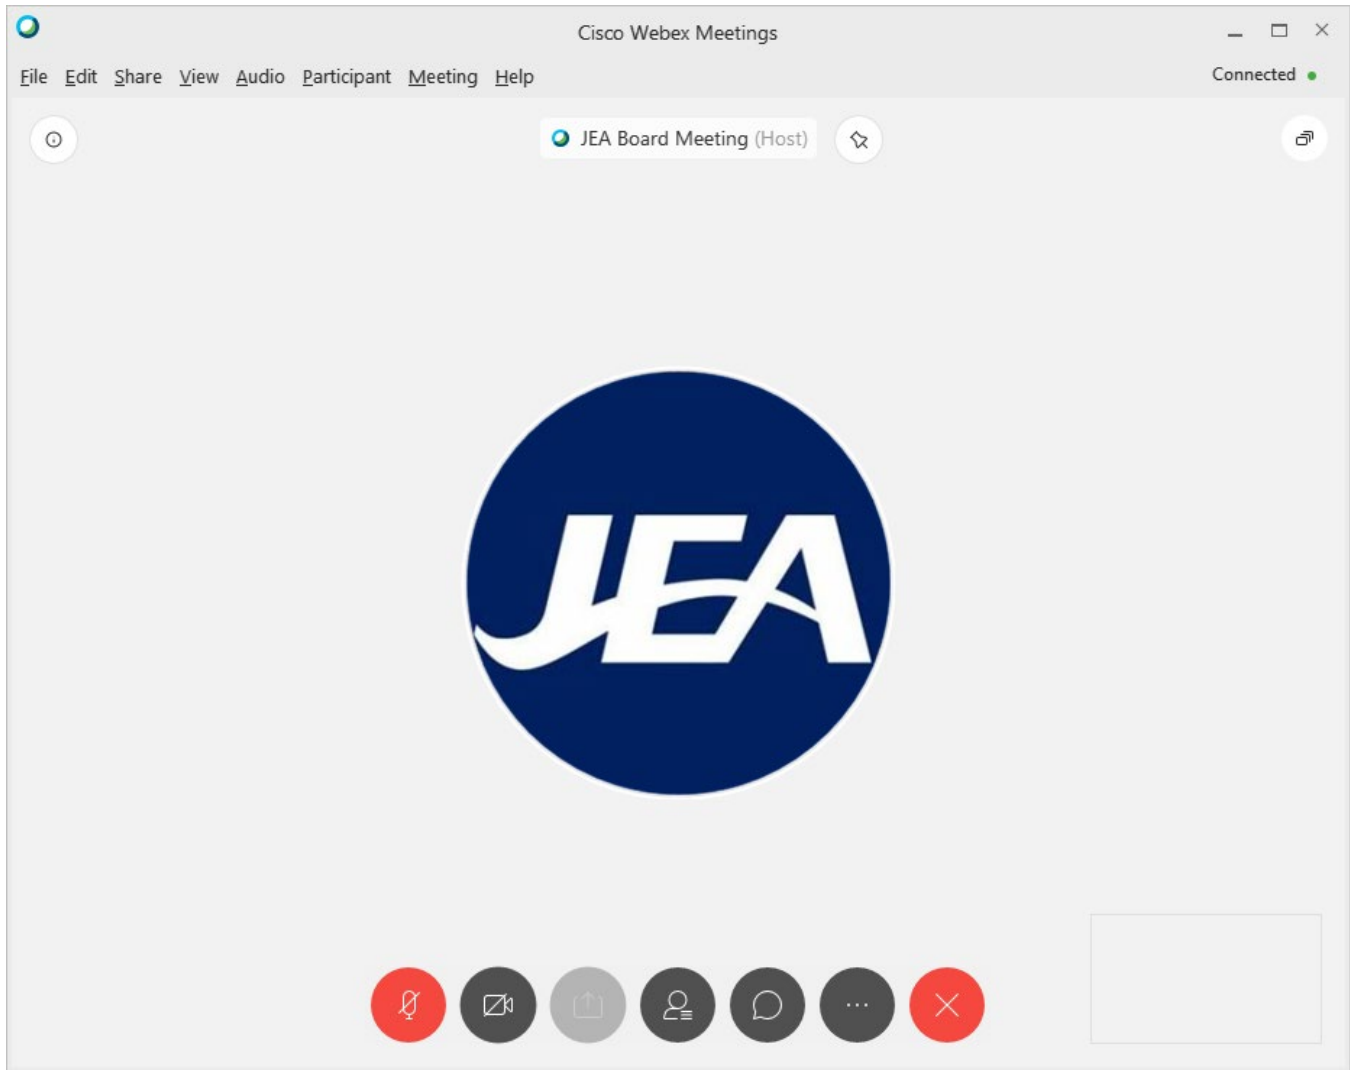 Cisco Webex Meetings
File Edit Share View Audio Participant Meeting Help
Connected
JEA Board Meeting (Host)
JEA